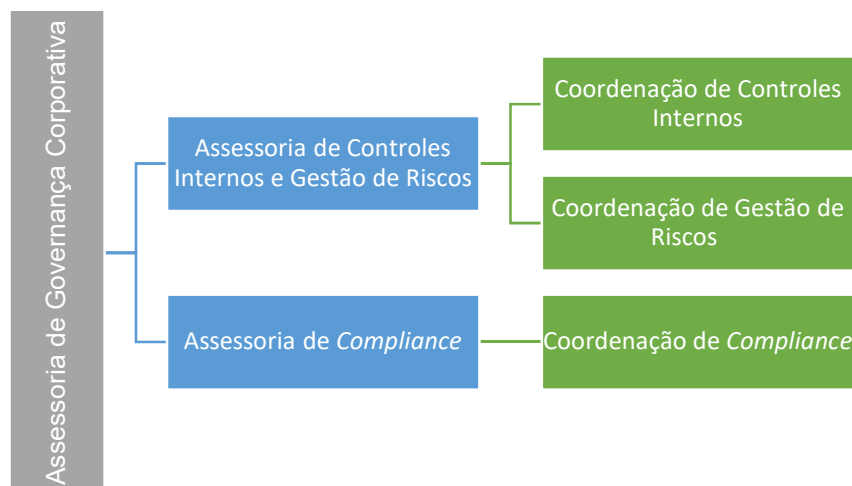 Assessoria de Governança Corporativa
Assessoria de Controles
Internos e Gestão de Riscos
Coordenação de Controles
Internos
Coordenação de Gestão de
Riscos
Assessoria de Compliance
Coordenação de Compliance